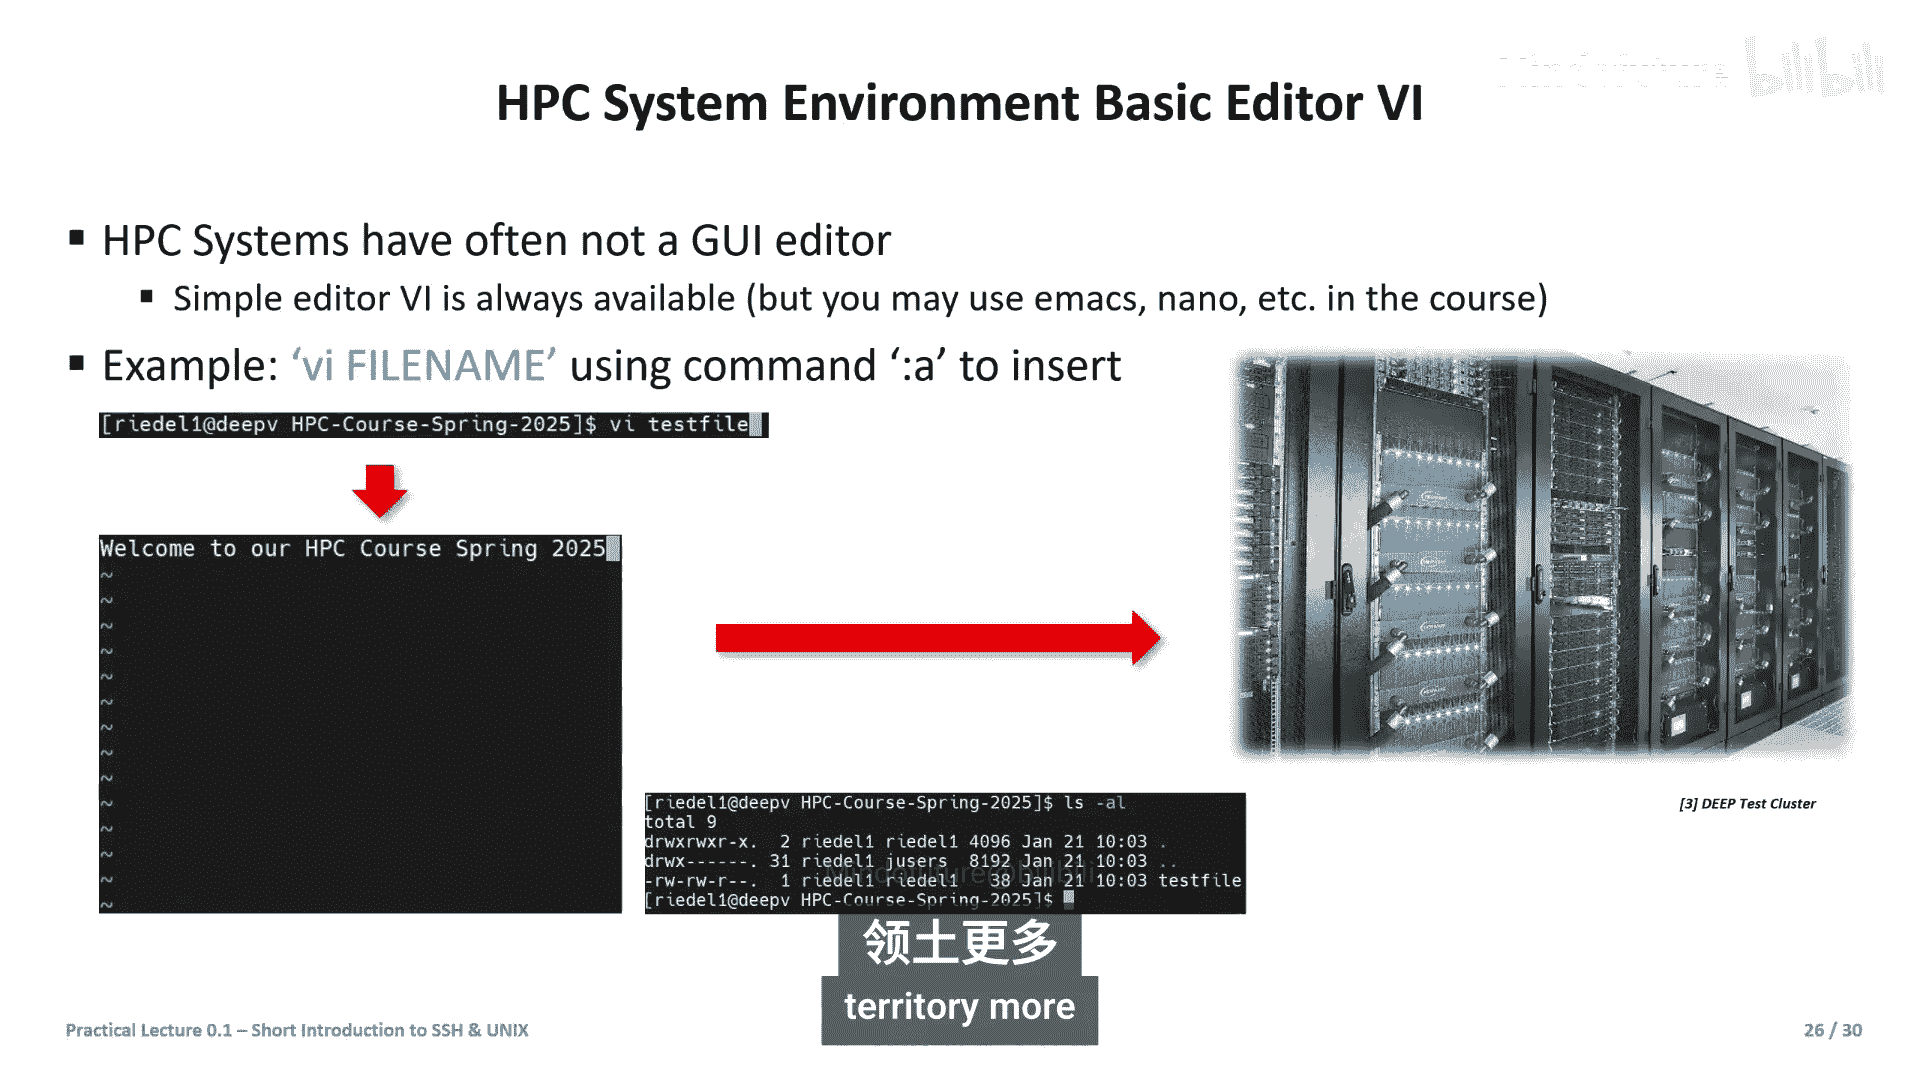 bilibili
HPC System Environment Basic Editor VI
▪ HPC Systems have often not a GUI editor
▪ Simple editor VI is always available (but you may use emacs, nano, etc. in the course)
▪ Example: ‘vi FILENAME’ using command ‘:a’ to insert
[riedel1@deepv HPC-Course-Spring-2025]$ vi testfile
Welcome to our HPC Course Spring 2025
~
~
~
~
~
~
~
~
~
~
~
~
~
~
[riedel1@deepv HPC-Course-Spring-2025]$ ls -al
total 9
drwxrwxr-x.  2 riedel1 riedel1 4096 Jan 21 10:03 .
drwx------. 31 riedel1 jusers  8192 Jan 21 10:03 ..
-rw-rw-r--.  1 riedel1 riedel1   38 Jan 21 10:03 testfile
[riedel1@deepv HPC-Course-Spring-2025]$
[3] DEEP Test Cluster
领土更多
territory more
Practical Lecture 0.1 – Short Introduction to SSH & UNIX
26 / 30